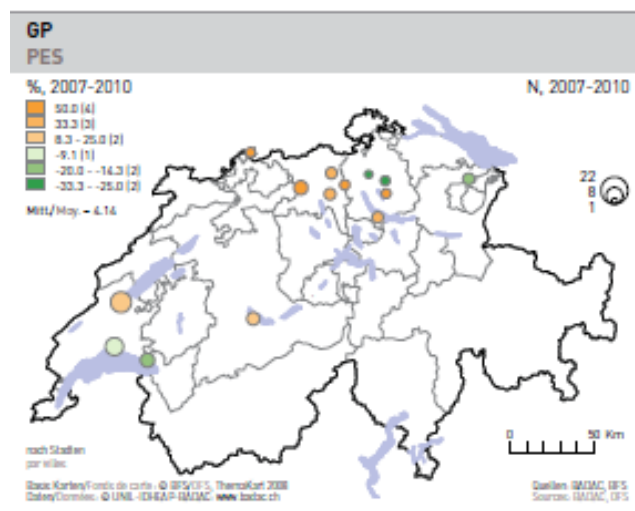 GP
PES
%, 2007-2010
N, 2007-2010
50.0 (4)
33.3 (3)
8.3 - 25.0 (2)
-9.1 (1)
-20.0 - -14.3 (2)
-33.3 - -25.0 (2)
Mitt/Moy. = 4.14
22
8
1
0 50 Km
nach Städten
par villes
Basis Karten/Fonds de carte: © BFS/OFS, ThemaKart 2008
Daten/Données: © UNIL-IDHEAP-BADAC www.badac.ch
Quellen: BADAC, BFS
Sources: BADAC, OFS